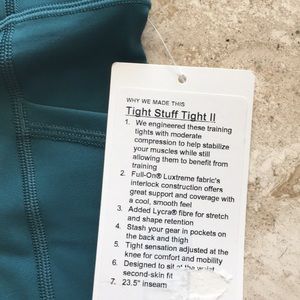 WHY WE MADE THIS
Tight Stuff Tight II
1. We engineered these training
tights with moderate
compression to help stabilize
your muscles while still
allowing them to benefit from
training
2. Full-On® Luxtreme fabric's
interlock construction offers
great support and coverage with
a cool, smooth feel
3. Added Lycra® fibre for stretch
and shape retention
4. Stash your gear in pockets on
the back and thigh
5. Tight sensation adjusted at the
knee for comfort and mobility
6. Designed to sit at the waist
second-skin fit
7. 23.5" inseam